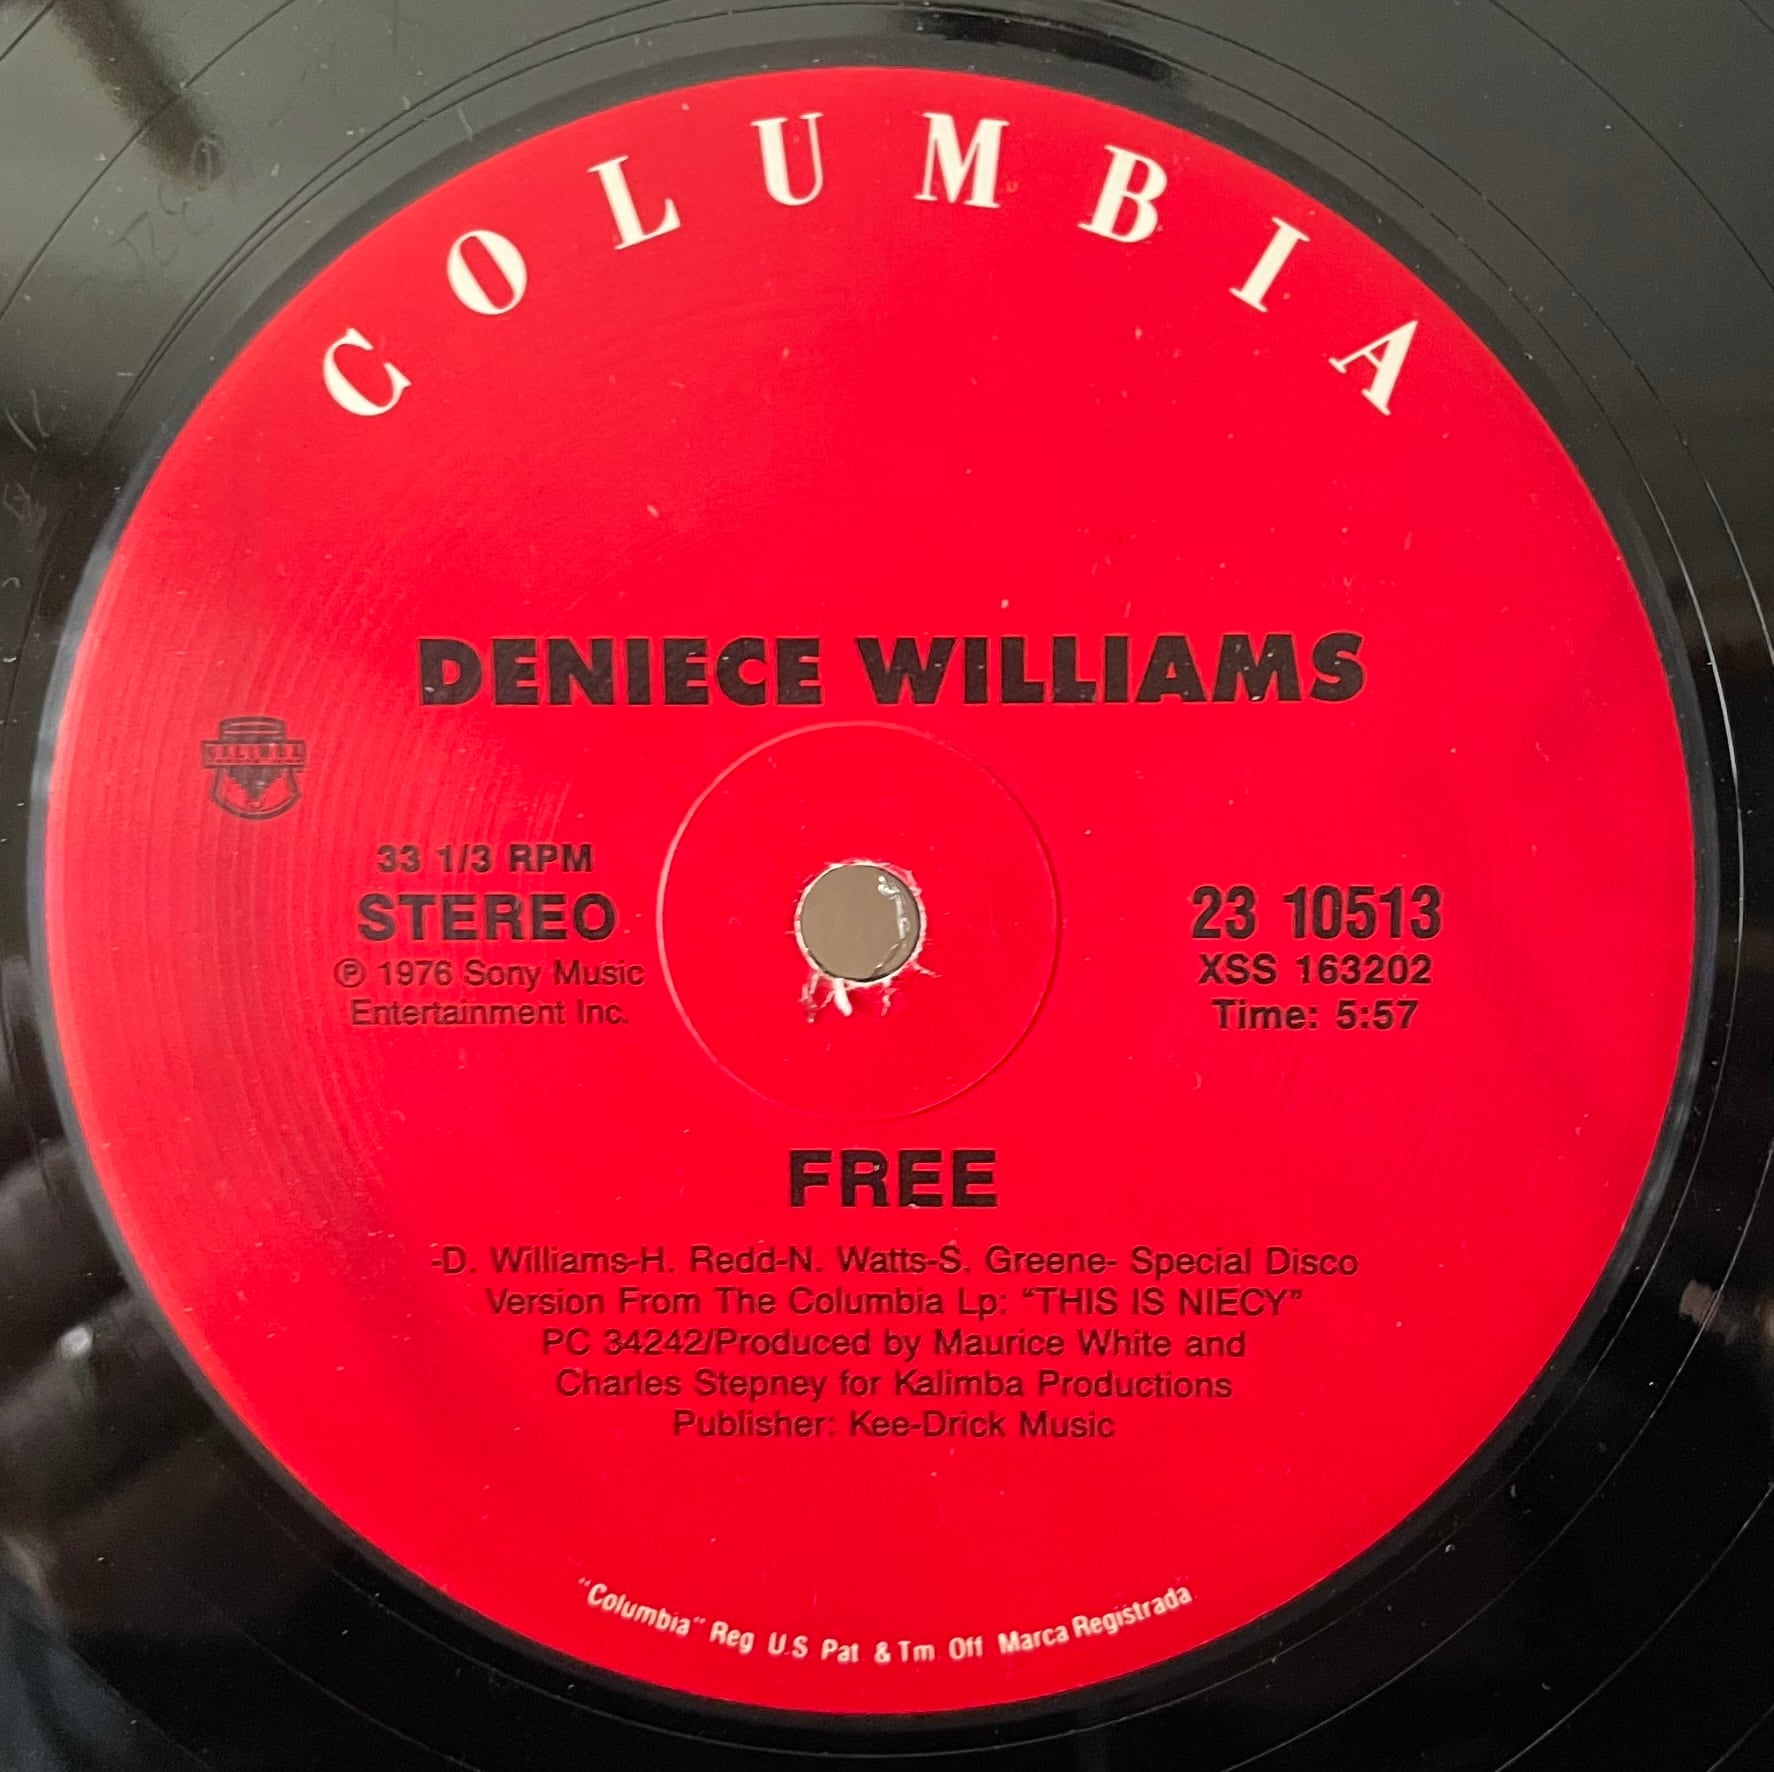 COLUMBIA
DENIECE WILLIAMS
33 1/3 RPM
STEREO
℗ 1976 Sony Music
Entertainment Inc.
23 10513
XSS 163202
Time: 5:57
FREE
-D. Williams-H. Redd-N. Watts-S. Greene- Special Disco
Version From The Columbia Lp: “THIS IS NIECY”
PC 34242/Produced by Maurice White and
Charles Stepney for Kalimba Productions
Publisher: Kee-Drick Music
"Columbia" Reg U.S Pat & Tm Off Marca Registrada